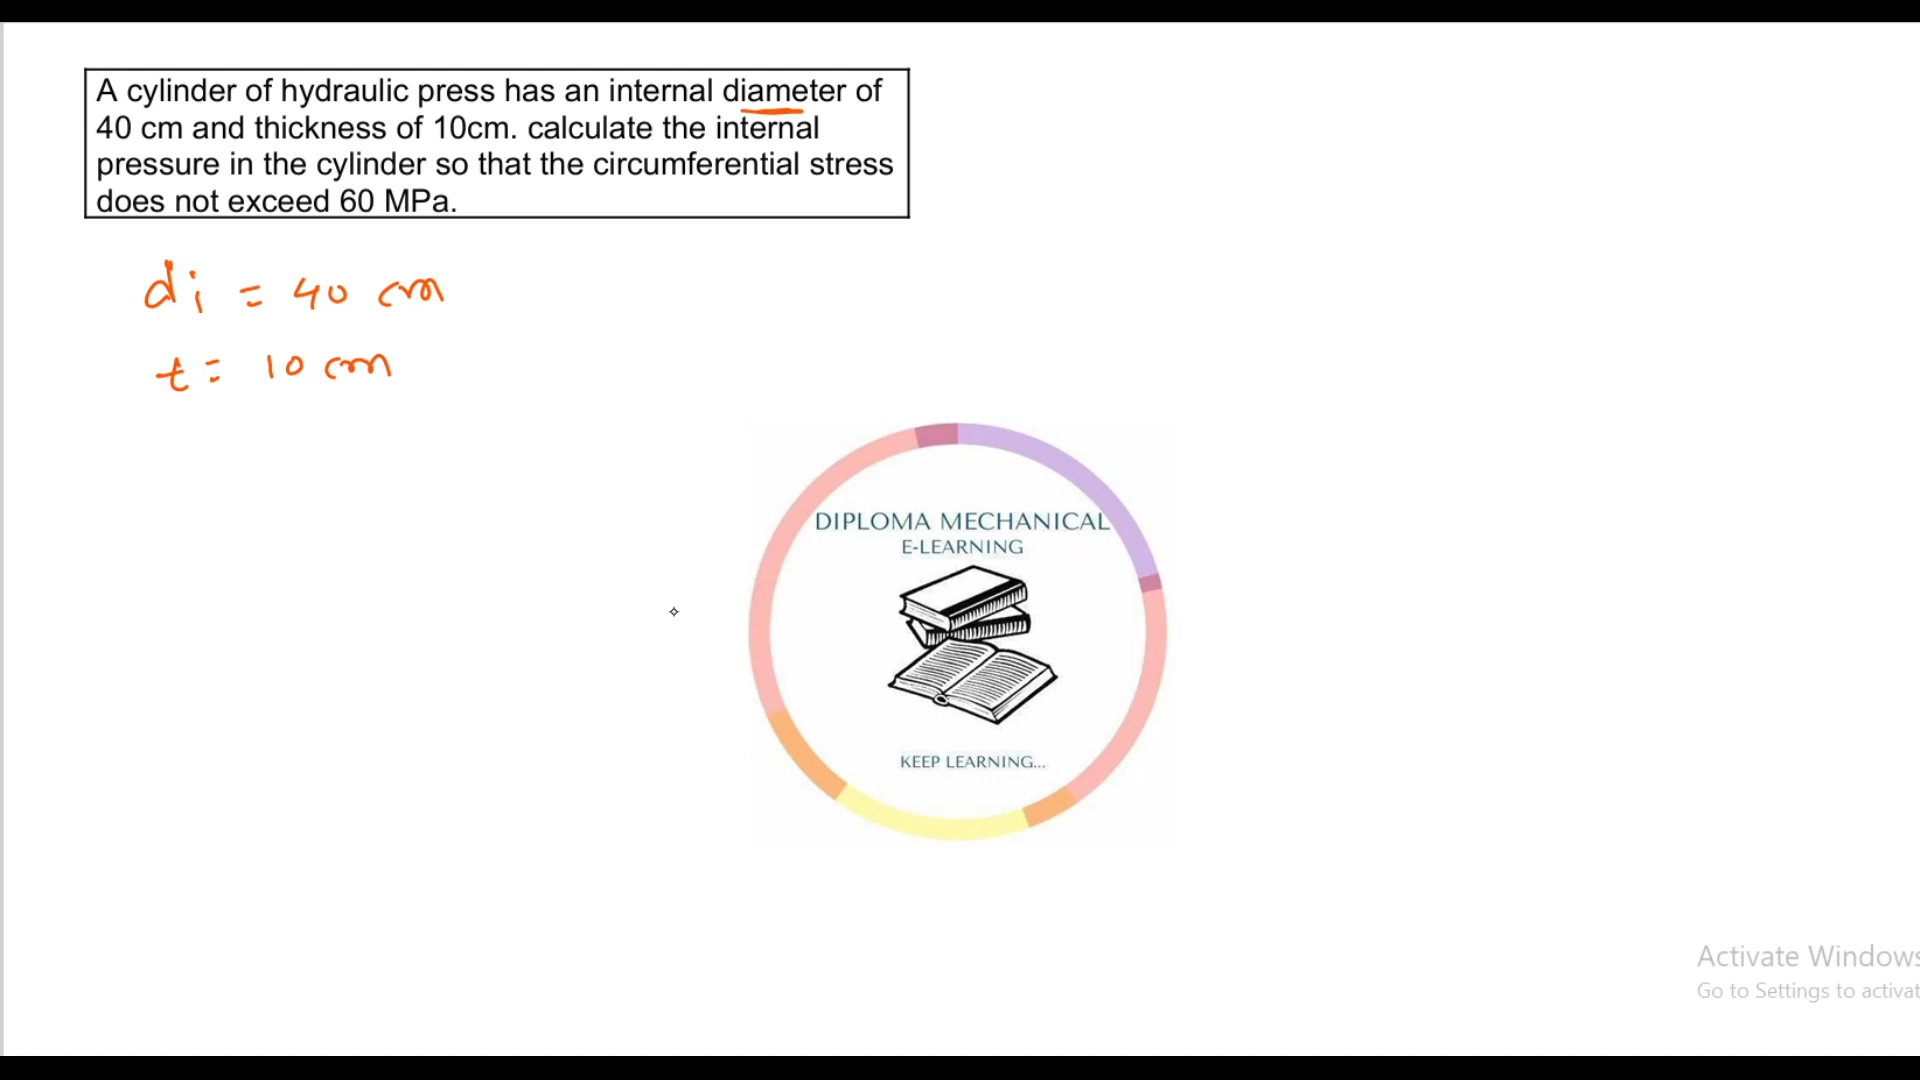 A cylinder of hydraulic press has an internal diameter of
40 cm and thickness of 10cm. calculate the internal
pressure in the cylinder so that the circumferential stress
does not exceed 60 MPa.
di = 40 cm
t = 10 cm
DIPLOMA MECHANICAL
E-LEARNING
KEEP LEARNING...
Activate Windows
Go to Settings to activat